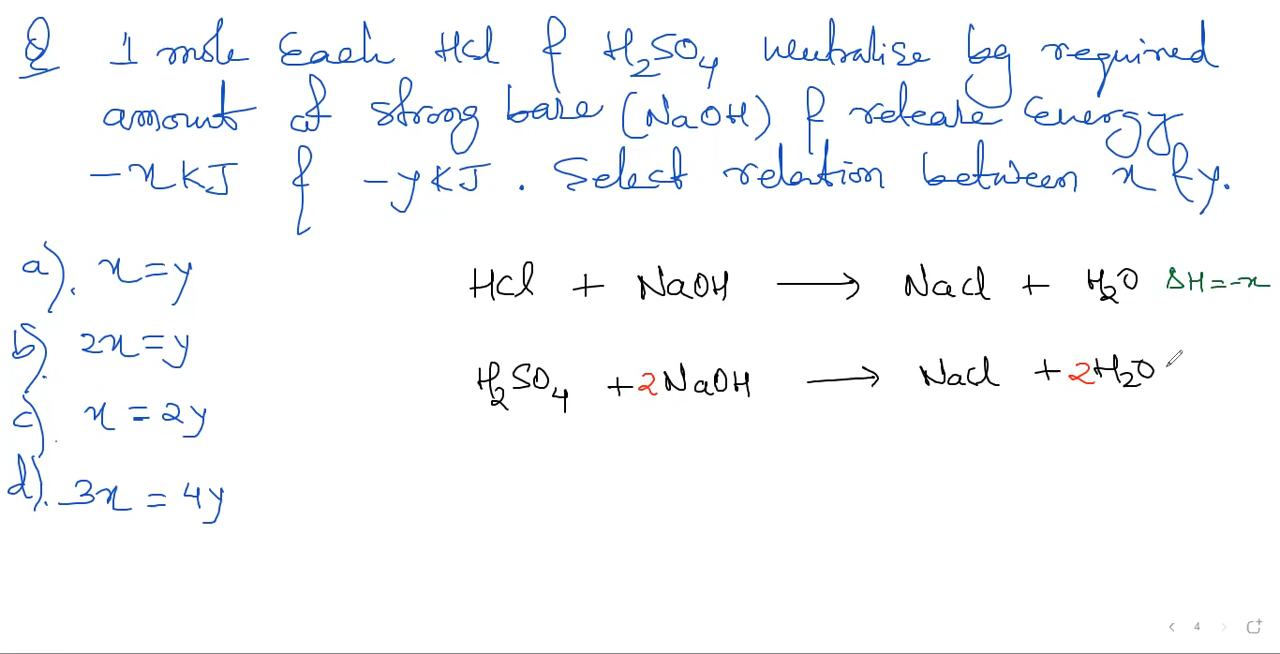 Q 1 mole Each HCl & H2SO4 neutralise by required
amount of strong base (NaOH) & release Energy
-x KJ & -y KJ. Select relation between x & y.
a). x = y
b). 2x = y
c). x = 2y
d). 3x = 4y
HCl + NaOH → NaCl + H2O ΔH = -x
H2SO4 + 2NaOH → NaCl + 2H2O
4